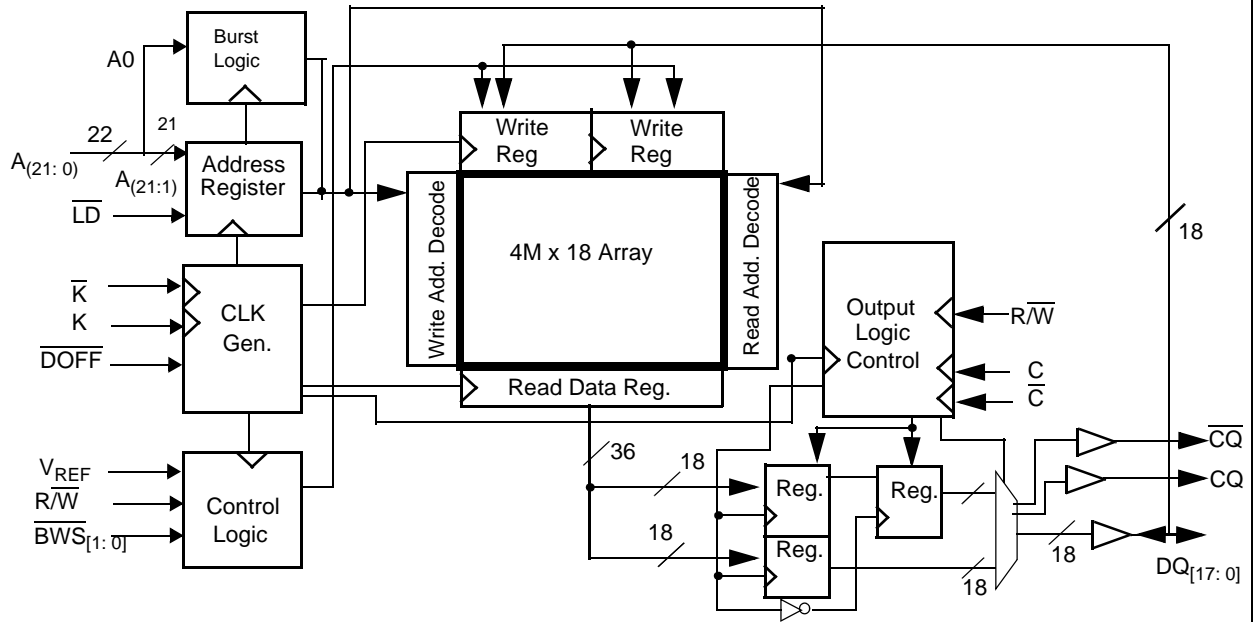 Burst
Logic
A0
22
21
A(21: 0)
A(21:1)
Address
Register
LD
K
K
DOFF
CLK
Gen.
VREF
R/W
BWS[1: 0]
Control
Logic
Write
Reg
Write
Reg
Write Add. Decode
4M x 18 Array
Read Add. Decode
Read Data Reg.
Output
Logic
Control
R/W
C
C
18
36
18
18
Reg.
Reg.
Reg.
18
18
CQ
CQ
DQ[17: 0]